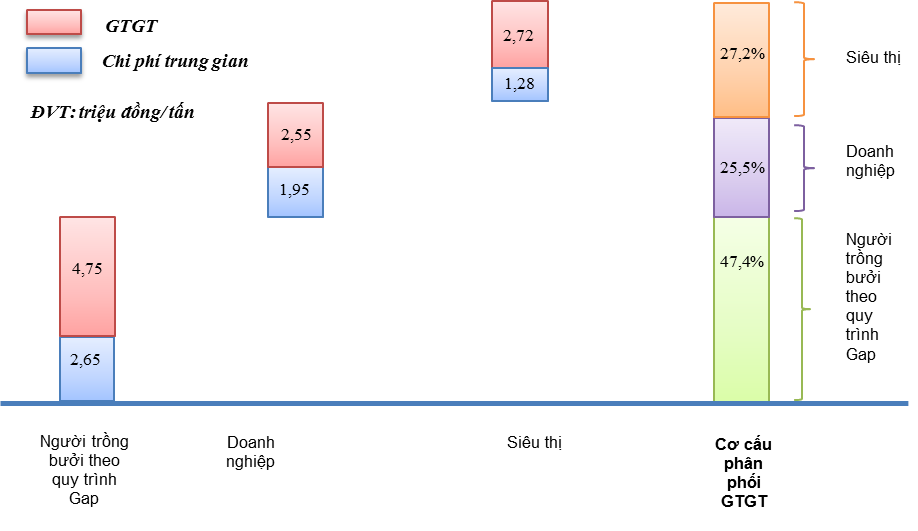 GTGT
Chi phí trung gian
ĐVT: triệu đồng/tấn
4,75
2,65
2,55
1,95
2,72
1,28
27,2%
25,5%
47,4%
Siêu thị
Doanh
nghiệp
Người
trồng
bưởi
theo
quy
trình
Gap
Người trồng
bưởi theo
quy trình
Gap
Doanh
nghiệp
Siêu thị
Cơ cấu
phân
phối
GTGT